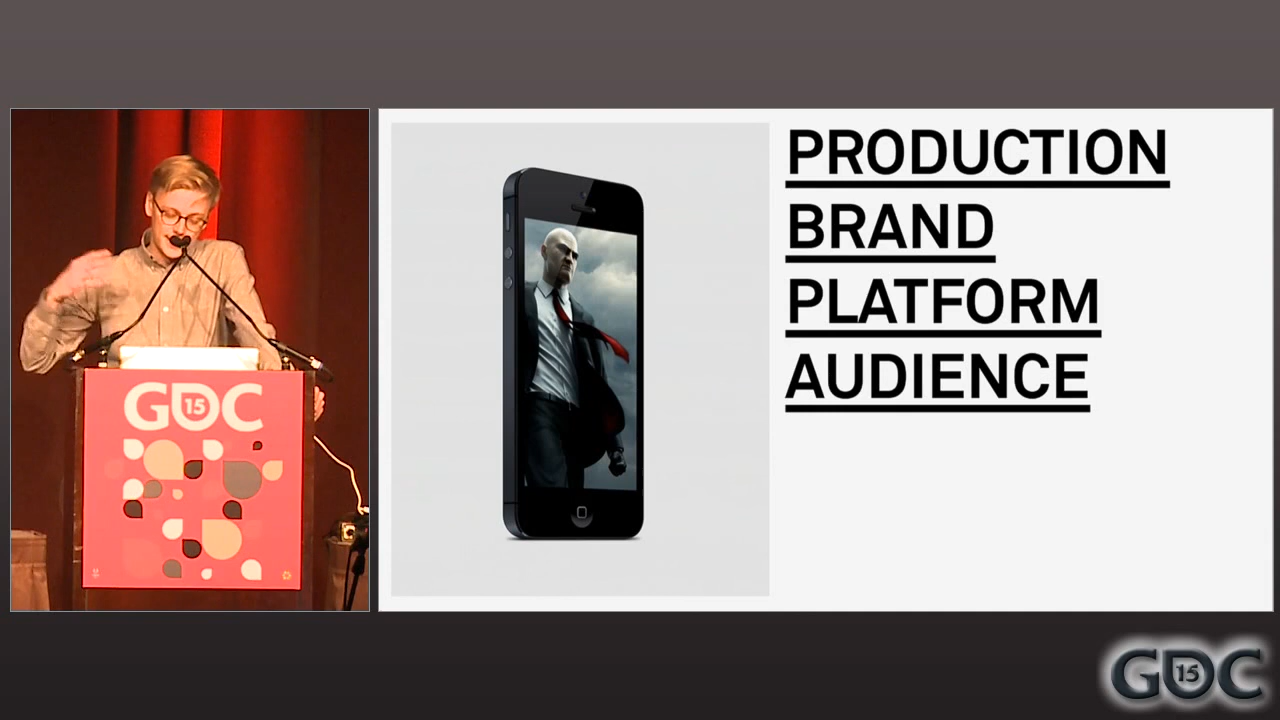 GDC
15
PRODUCTION
BRAND
PLATFORM
AUDIENCE
GDC
15